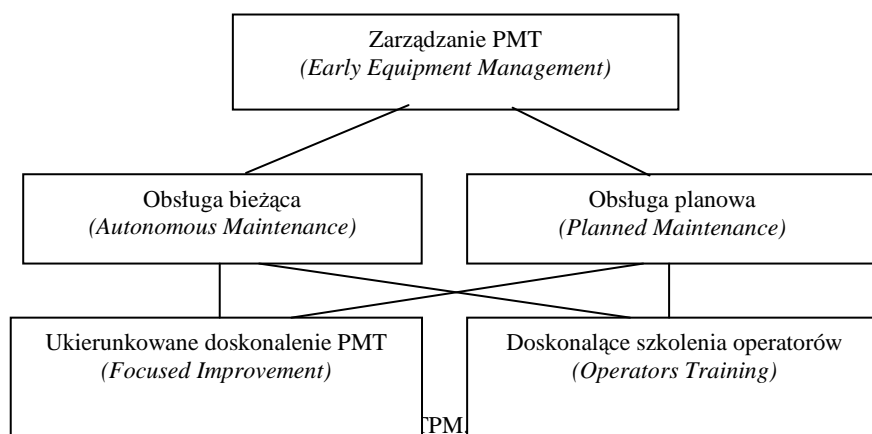 Zarządzanie PMT
(Early Equipment Management)
Obsługa bieżąca
(Autonomous Maintenance)
Obsługa planowa
(Planned Maintenance)
Ukierunkowane doskonalenie PMT
(Focused Improvement)
Doskonalące szkolenia operatorów
(Operators Training)
TPM.